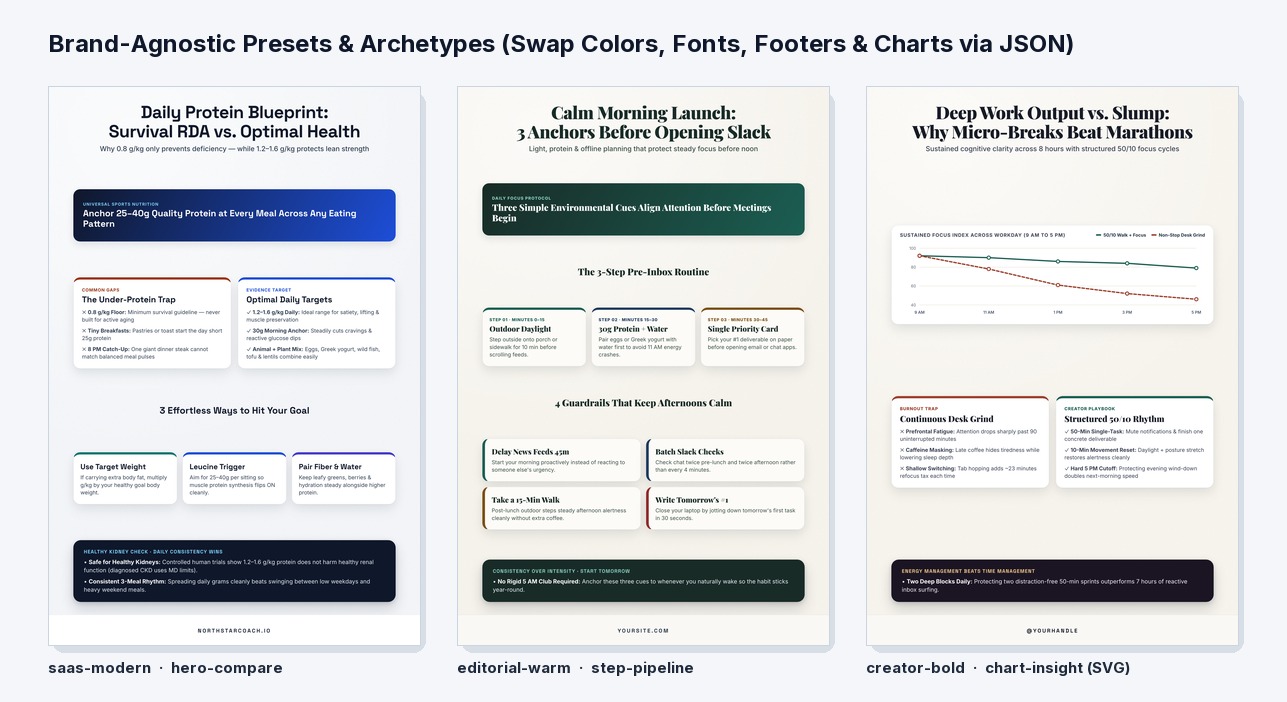 Brand-Agnostic Presets & Archetypes (Swap Colors, Fonts, Footers & Charts via JSON)
Daily Protein Blueprint:
Survival RDA vs. Optimal Health
Why 0.8 g/kg only prevents deficiency — while 1.2–1.6 g/kg protects lean strength
UNIVERSAL SPORTS NUTRITION
Anchor 25–40g Quality Protein at Every Meal Across Any Eating
Pattern
COMMON GAPS
The Under-Protein Trap
✕ 0.8 g/kg Floor: Minimum survival guideline — never
built for active aging
✕ Tiny Breakfasts: Pastries or toast start the day short
25g protein
✕ 8 PM Catch-Up: One giant dinner steak cannot
match balanced meal pulses
EVIDENCE TARGET
Optimal Daily Targets
✓ 1.2–1.6 g/kg Daily: Ideal range for satiety, lifting &
muscle preservation
✓ 30g Morning Anchor: Steadily cuts cravings &
reactive glucose dips
✓ Animal + Plant Mix: Eggs, Greek yogurt, wild fish,
tofu & lentils combine easily
3 Effortless Ways to Hit Your Goal
Use Target Weight
If carrying extra body fat, multiply
g/kg by your healthy goal body
weight.
Leucine Trigger
Aim for 25–40g per sitting so
muscle protein synthesis flips ON
cleanly.
Pair Fiber & Water
Keep leafy greens, berries &
hydration steady alongside higher
protein.
HEALTHY KIDNEY CHECK · DAILY CONSISTENCY WINS
• Safe for Healthy Kidneys: Controlled human trials show 1.2–1.6 g/kg protein does not harm healthy renal
function (diagnosed CKD uses MD limits).
• Consistent 3-Meal Rhythm: Spreading daily grams cleanly beats swinging between low weekdays and
heavy weekend meals.
NORTHSTARCOACH.IO
saas-modern · hero-compare
Calm Morning Launch:
3 Anchors Before Opening Slack
Light, protein & offline planning that protect steady focus before noon
DAILY FOCUS PROTOCOL
Three Simple Environmental Cues Align Attention Before Meetings
Begin
The 3-Step Pre-Inbox Routine
STEP 01 · MINUTES 0–15
Outdoor Daylight
Step outside onto porch or
sidewalk for 10 min before
scrolling feeds.
STEP 02 · MINUTES 15–30
30g Protein + Water
Pair eggs or Greek yogurt with
water first to avoid 11 AM energy
crashes.
STEP 03 · MINUTES 30–45
Single Priority Card
Pick your #1 deliverable on paper
before opening email or chat apps.
4 Guardrails That Keep Afternoons Calm
Delay News Feeds 45m
Start your morning proactively instead of reacting to
someone else's urgency.
Batch Slack Checks
Check chat twice pre-lunch and twice afternoon rather
than every 4 minutes.
Take a 15-Min Walk
Post-lunch outdoor steps steady afternoon alertness
cleanly without extra coffee.
Write Tomorrow's #1
Close your laptop by jotting down tomorrow's first task
in 30 seconds.
CONSISTENCY OVER INTENSITY · START TOMORROW
• No Rigid 5 AM Club Required: Anchor these three cues to whenever you naturally wake so the habit sticks
year-round.
YOURSITE.COM
editorial-warm · step-pipeline
Deep Work Output vs. Slump:
Why Micro-Breaks Beat Marathons
Sustained cognitive clarity across 8 hours with structured 50/10 focus cycles
SUSTAINED FOCUS INDEX ACROSS WORKDAY (9 AM TO 5 PM)
50/10 Walk + Focus
Non-Stop Desk Grind
100
80
60
40
9 AM
11 AM
1 PM
3 PM
5 PM
BURNOUT TRAP
Continuous Desk Grind
✕ Prefrontal Fatigue: Attention drops sharply past 90
uninterrupted minutes
✕ Caffeine Masking: Late coffee hides tiredness while
lowering sleep depth
✕ Shallow Switching: Tab hopping adds ~23 minutes
refocus tax each time
CREATOR PLAYBOOK
Structured 50/10 Rhythm
✓ 50-Min Single-Task: Mute notifications & finish one
concrete deliverable
✓ 10-Min Movement Reset: Daylight + posture stretch
restores alertness cleanly
✓ Hard 5 PM Cutoff: Protecting evening wind-down
doubles next-morning speed
ENERGY MANAGEMENT BEATS TIME MANAGEMENT
• Two Deep Blocks Daily: Protecting two distraction-free 50-min sprints outperforms 7 hours of reactive
inbox surfing.
@YOURHANDLE
creator-bold · chart-insight (SVG)